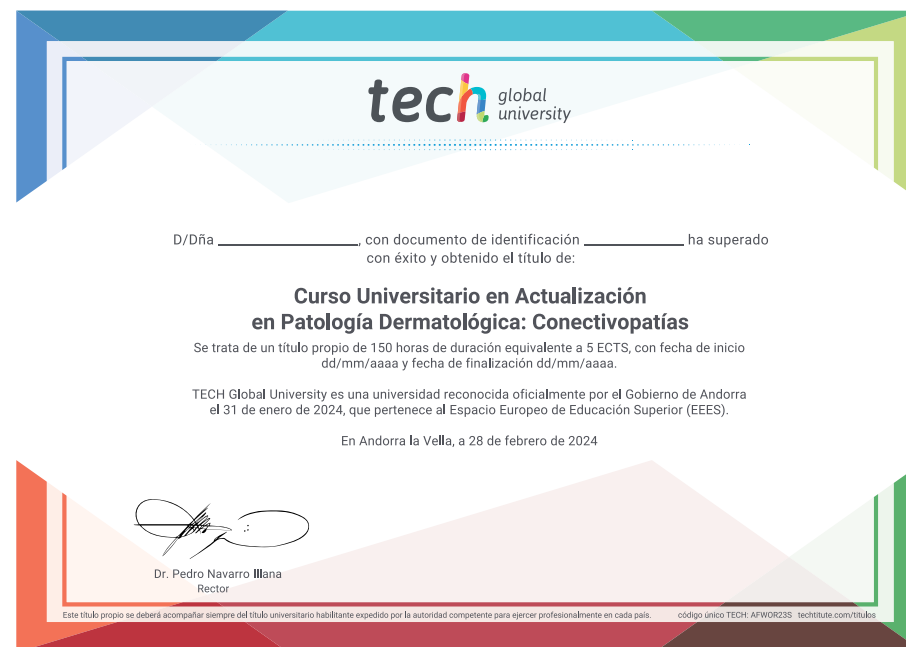 tech global university
D/Dña ____________________, con documento de identificación ______________ ha superado
con éxito y obtenido el título de:
Curso Universitario en Actualización
en Patología Dermatológica: Conectivopatías
Se trata de un título propio de 150 horas de duración equivalente a 5 ECTS, con fecha de inicio
dd/mm/aaaa y fecha de finalización dd/mm/aaaa.
TECH Global University es una universidad reconocida oficialmente por el Gobierno de Andorra
el 31 de enero de 2024, que pertenece al Espacio Europeo de Educación Superior (EEES).
En Andorra la Vella, a 28 de febrero de 2024
Dr. Pedro Navarro Illana
Rector
Este título propio se deberá acompañar siempre del título universitario habilitante expedido por la autoridad competente para ejercer profesionalmente en cada país. código único TECH: AFWOR23S techtitute.com/titulos